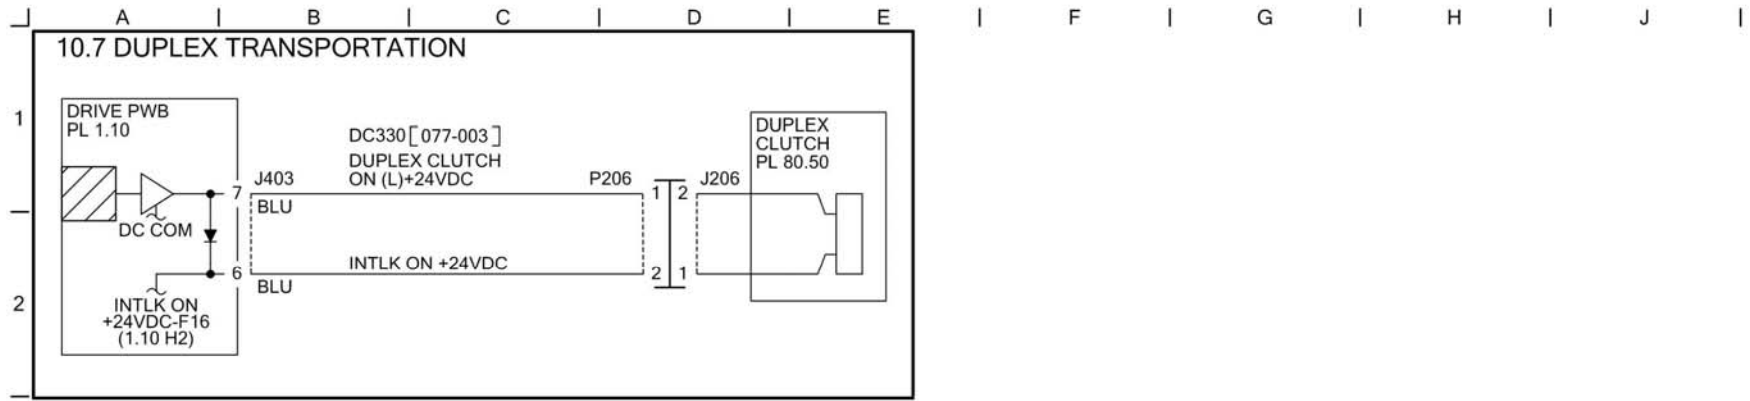 A B C D E F G H J
10.7 DUPLEX TRANSPORTATION
1
DRIVE PWB
PL 1.10
DC330 [ 077-003 ]
DUPLEX CLUTCH
ON (L)+24VDC
DUPLEX
CLUTCH
PL 80.50
7 J403 P206 1 2 J206
BLU
DC COM
INTLK ON +24VDC
6 2 1
BLU
2
INTLK ON
+24VDC-F16
(1.10 H2)